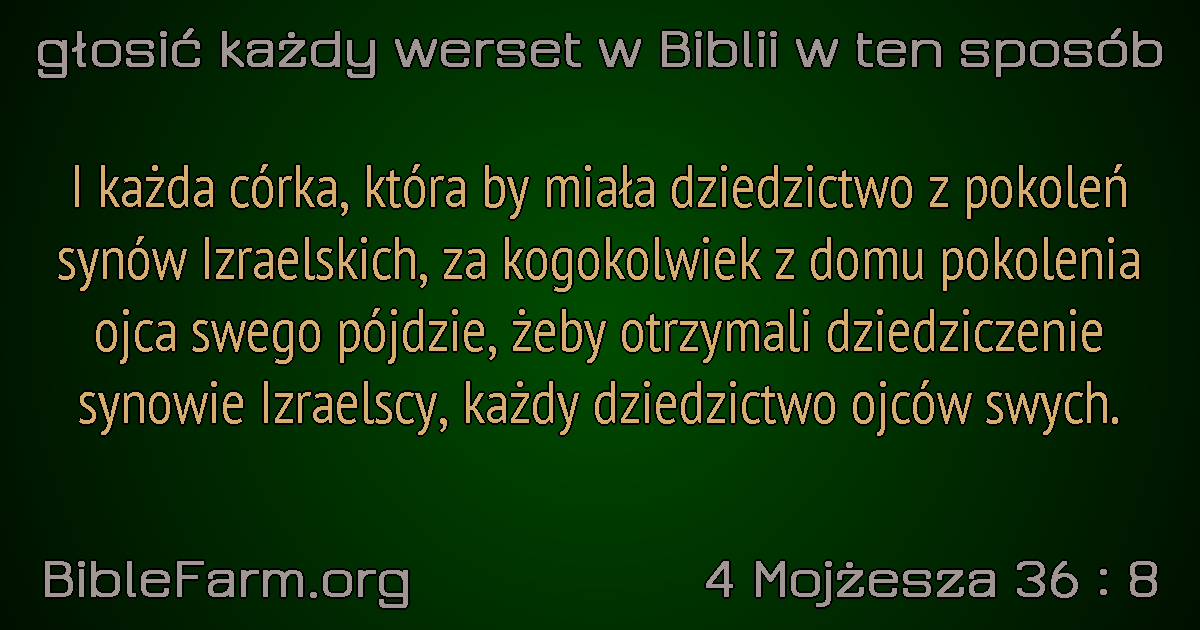 głosić każdy werset w Biblii w ten sposób
I każda córka, która by miała dziedzictwo z pokoleń
synów Izraelskich, za kogokolwiek z domu pokolenia
ojca swego pójdzie, żeby otrzymali dziedziczenie
synowie Izraelscy, każdy dziedzictwo ojców swych.
BibleFarm.org
4 Mojżesza 36 : 8